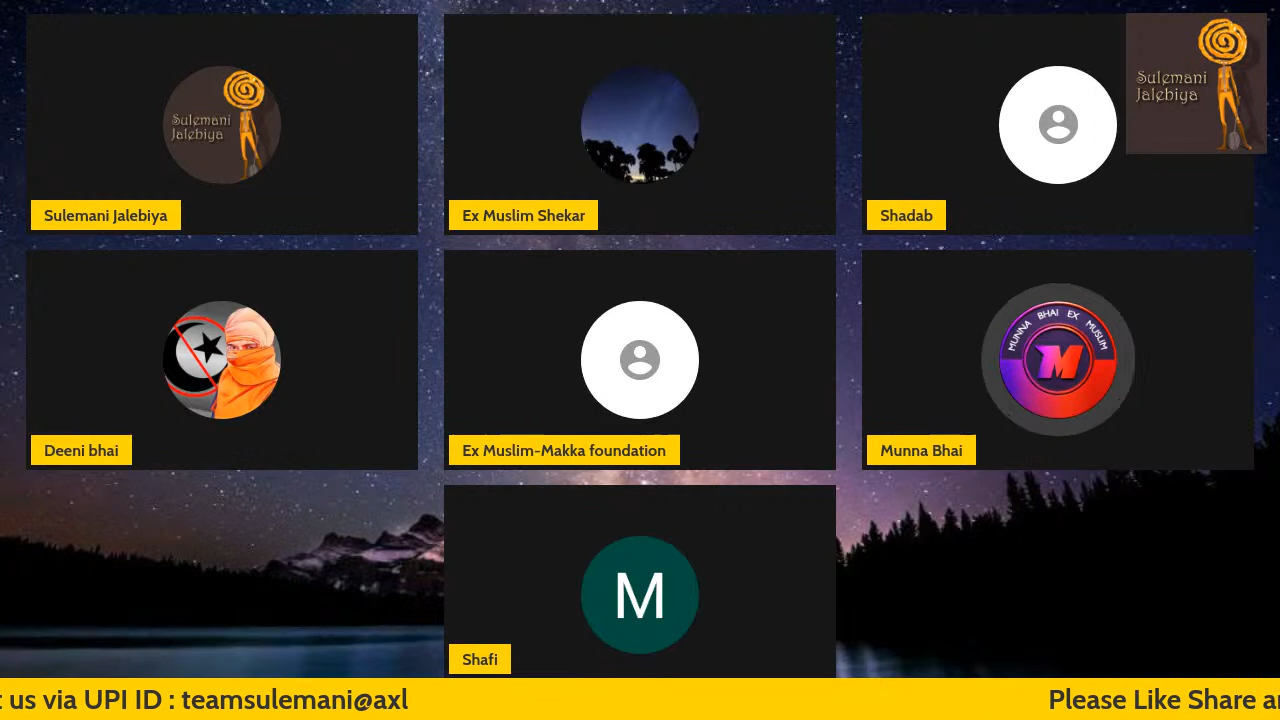 Sulemani
Jalebiya
Sulemani Jalebiya
Ex Muslim Shekar
Shadab
Sulemani
Jalebiya
Deeni bhai
Ex Muslim-Makka foundation
MUNNA BHAI EX MUSLIM
M
Munna Bhai
M
Shafi
us via UPI ID : teamsulemani@axl
Please Like Share